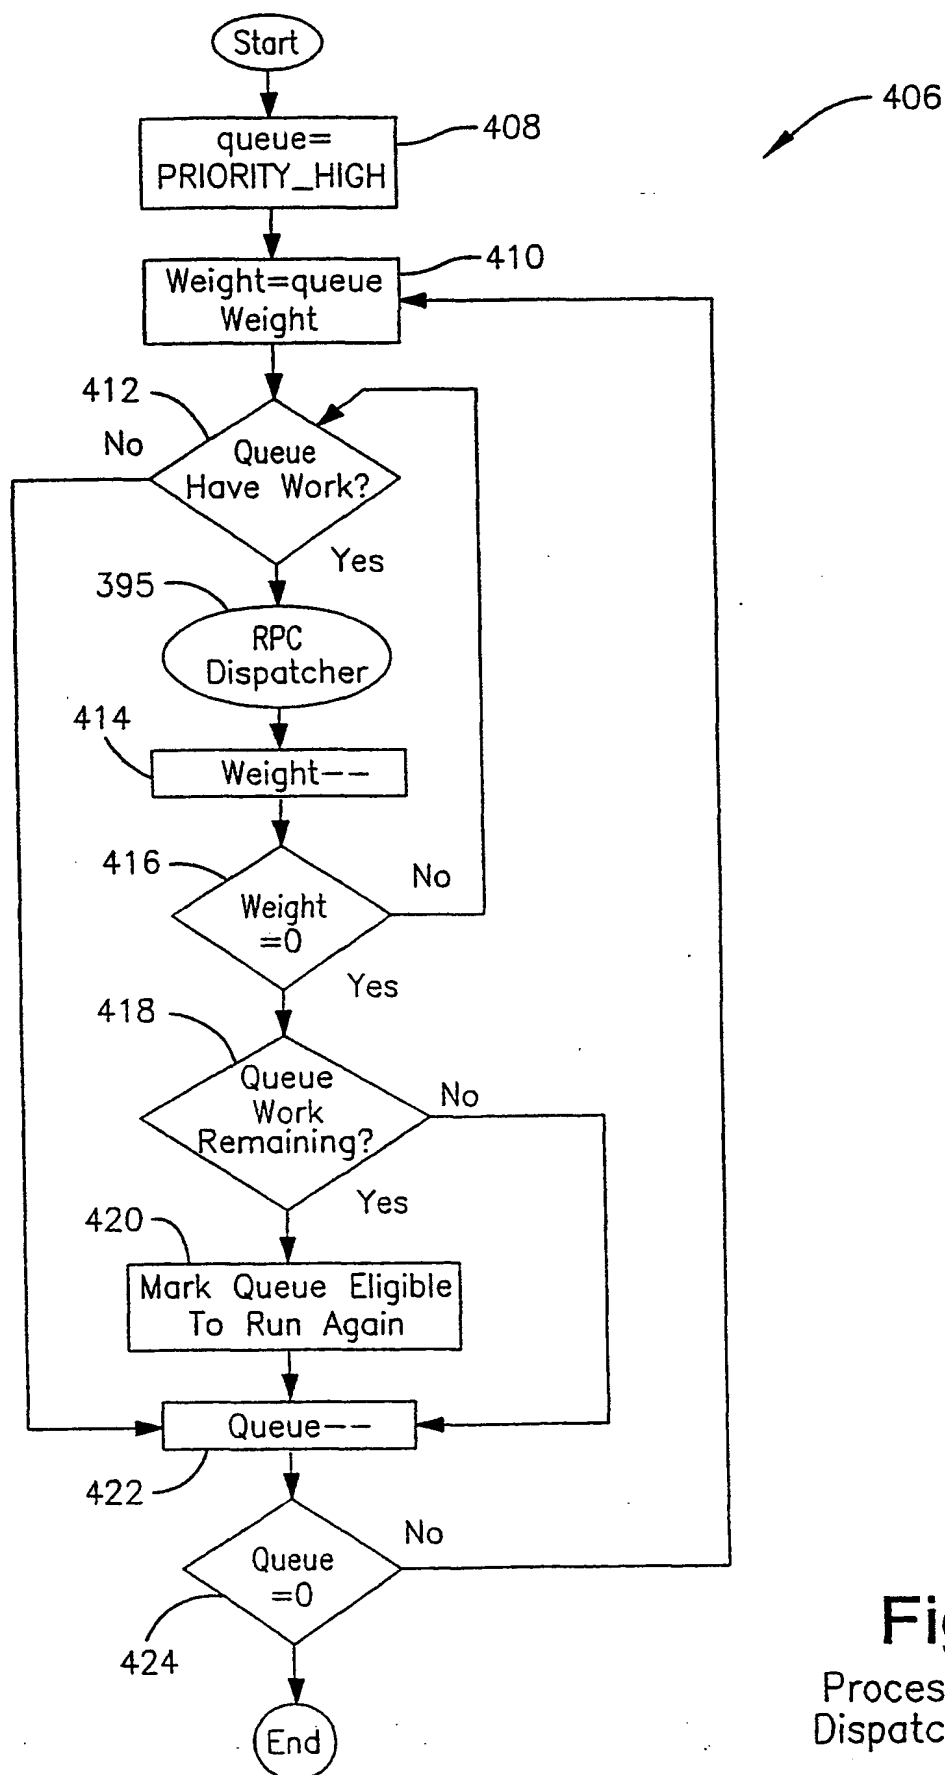 Start
406
408
queue=
PRIORITY_HIGH
410
Weight=queue
Weight
412
No
Queue
Have Work?
Yes
395
RPC
Dispatcher
414
Weight--
416
No
Weight
=0
Yes
418
Queue
Work
Remaining?
No
Yes
420
Mark Queue Eligible
To Run Again
Queue--
422
No
Queue
=0
424
End